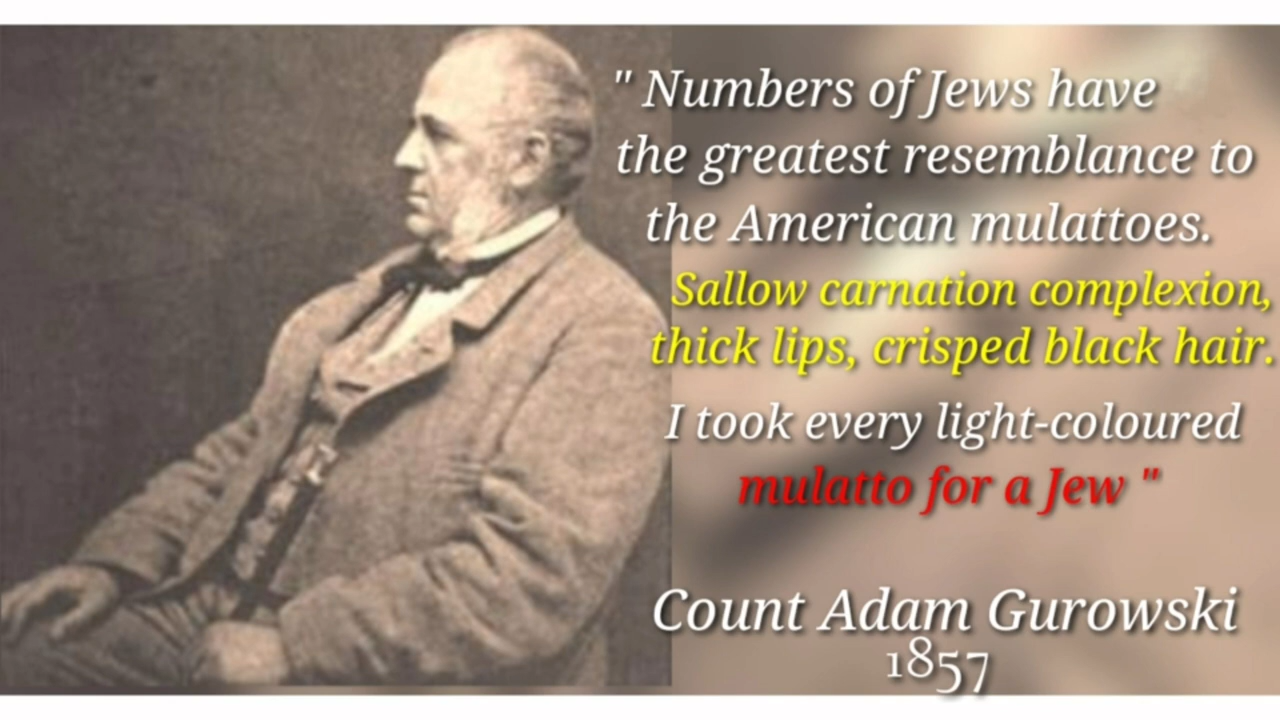 " Numbers of Jews have
the greatest resemblance to
the American mulattoes.
Sallow carnation complexion,
thick lips, crisped black hair.
I took every light-coloured
mulatto for a Jew "
Count Adam Gurowski
1857